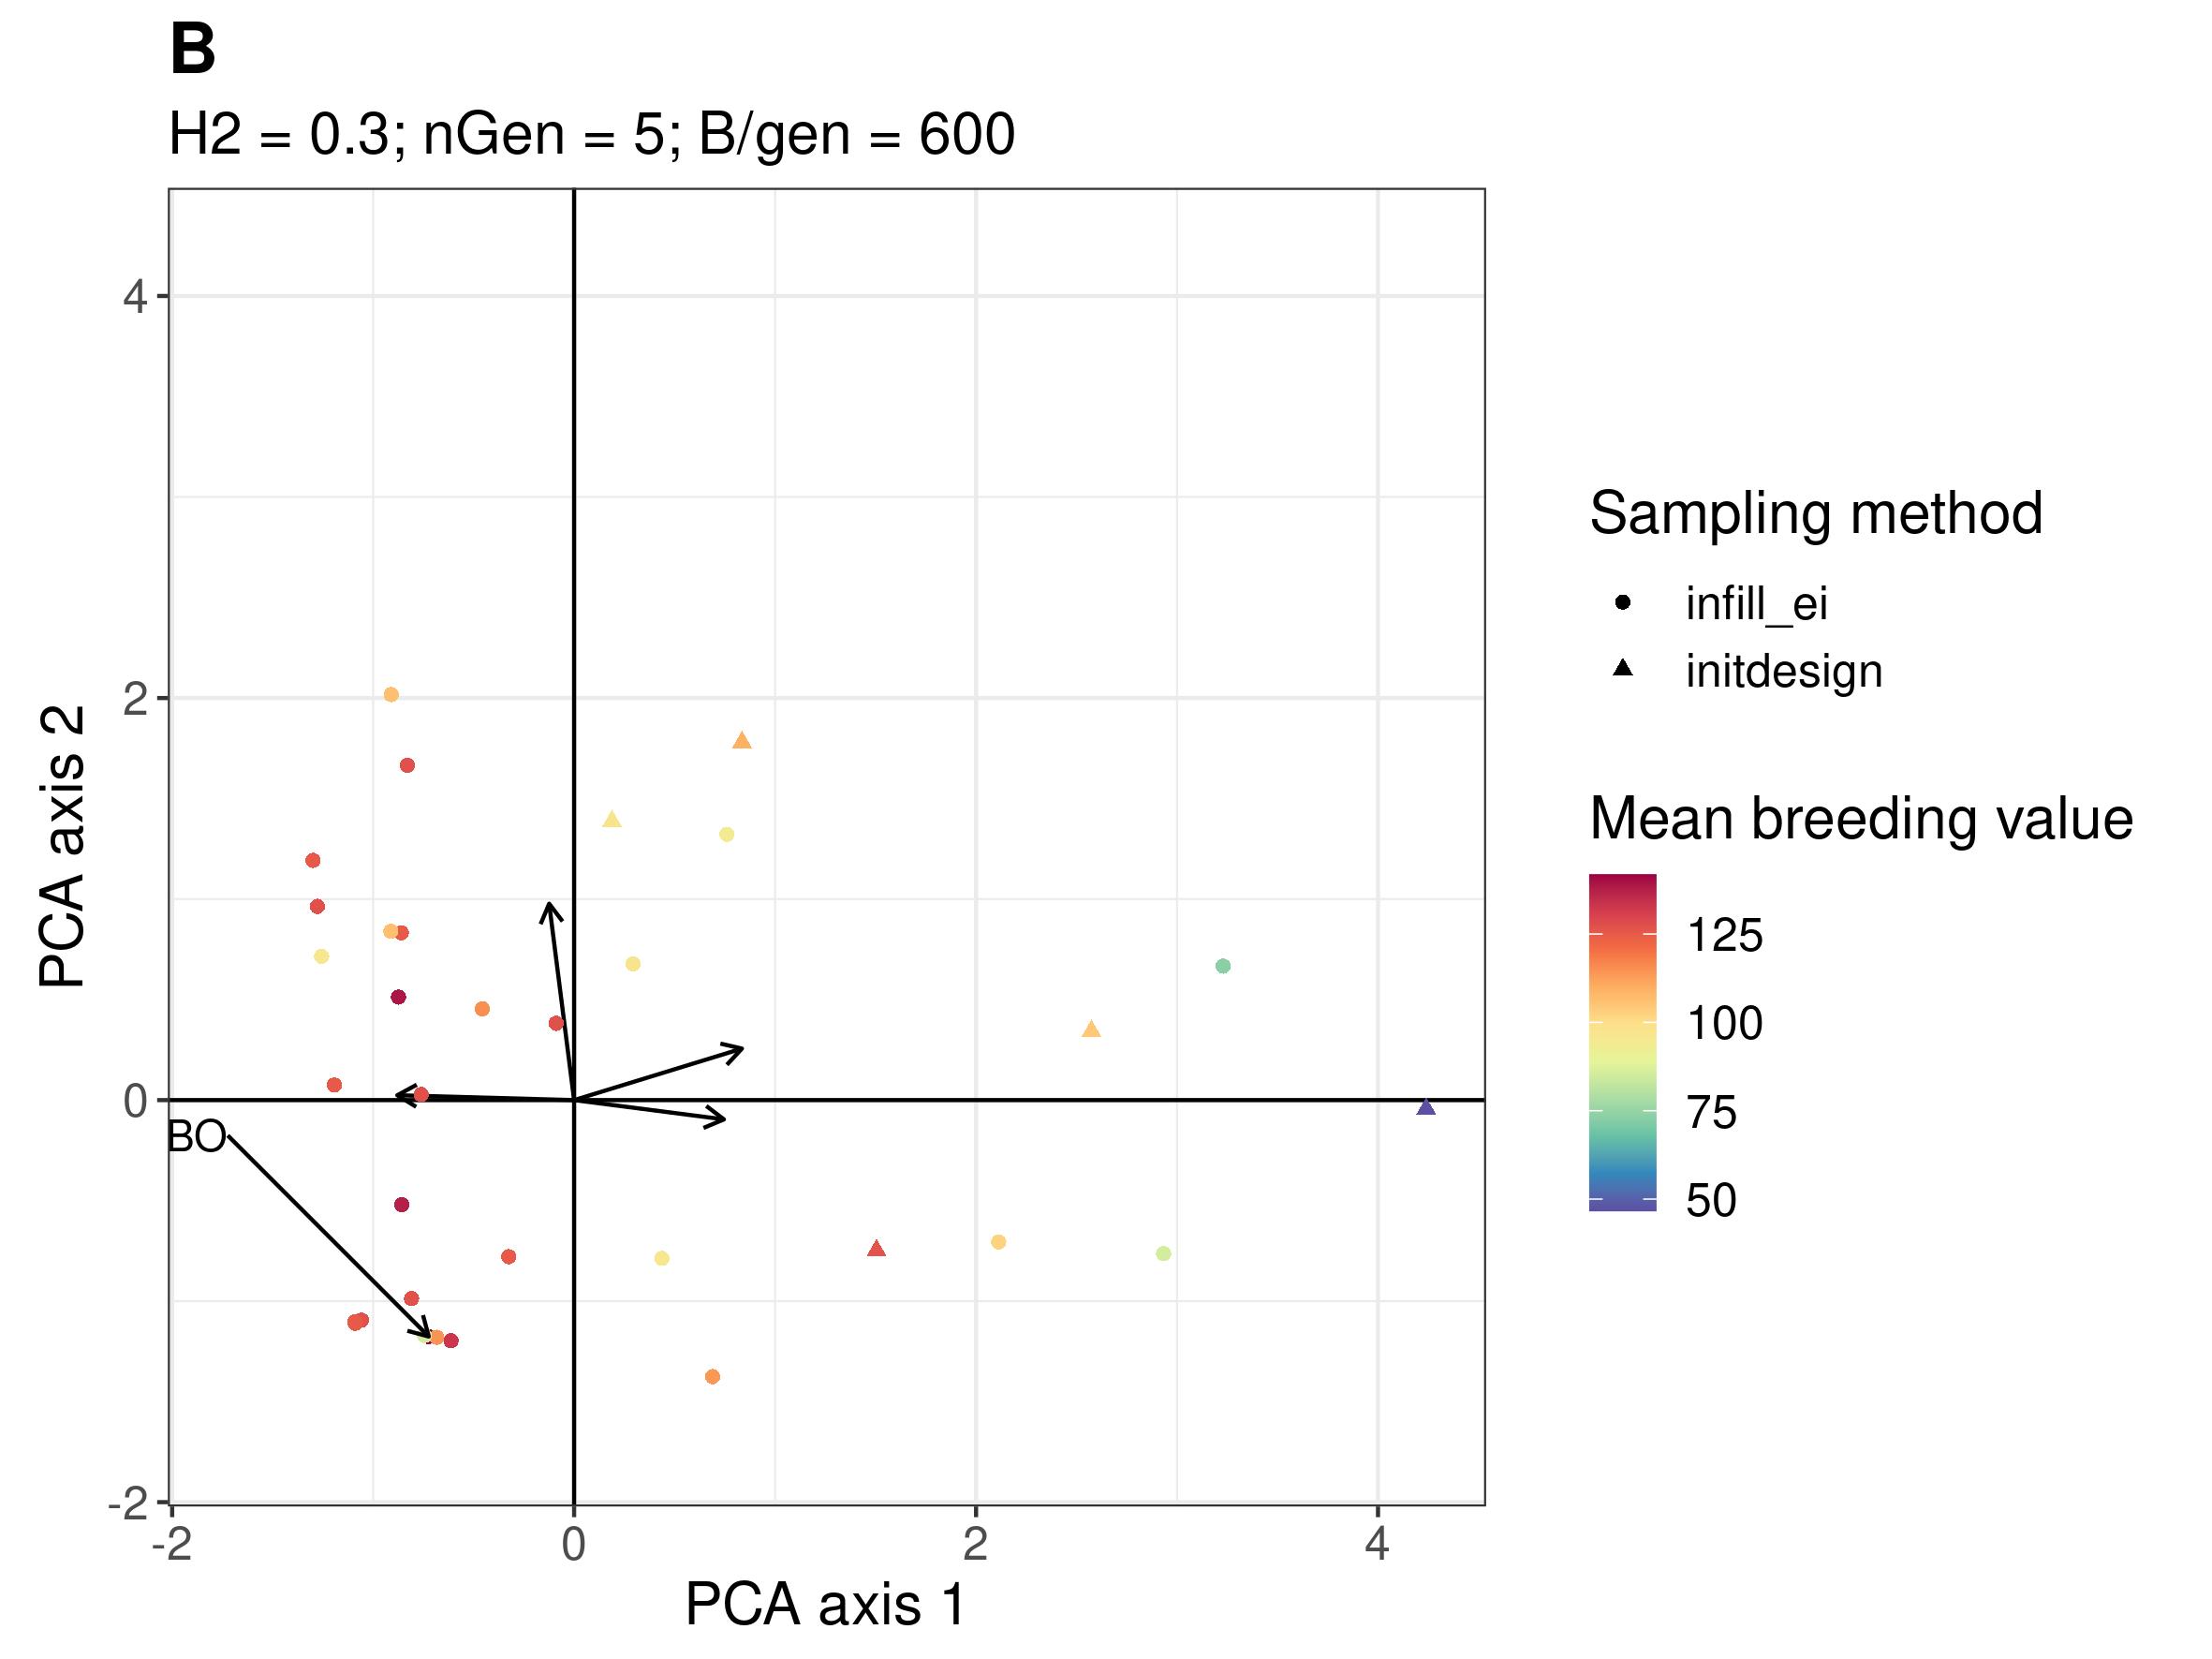 B
H2 = 0.3; nGen = 5; B/gen = 600
4
2
0
-2
-2
0
2
4
PCA axis 2
PCA axis 1
BO
Sampling method
infill_ei
initdesign
Mean breeding value
125
100
75
50